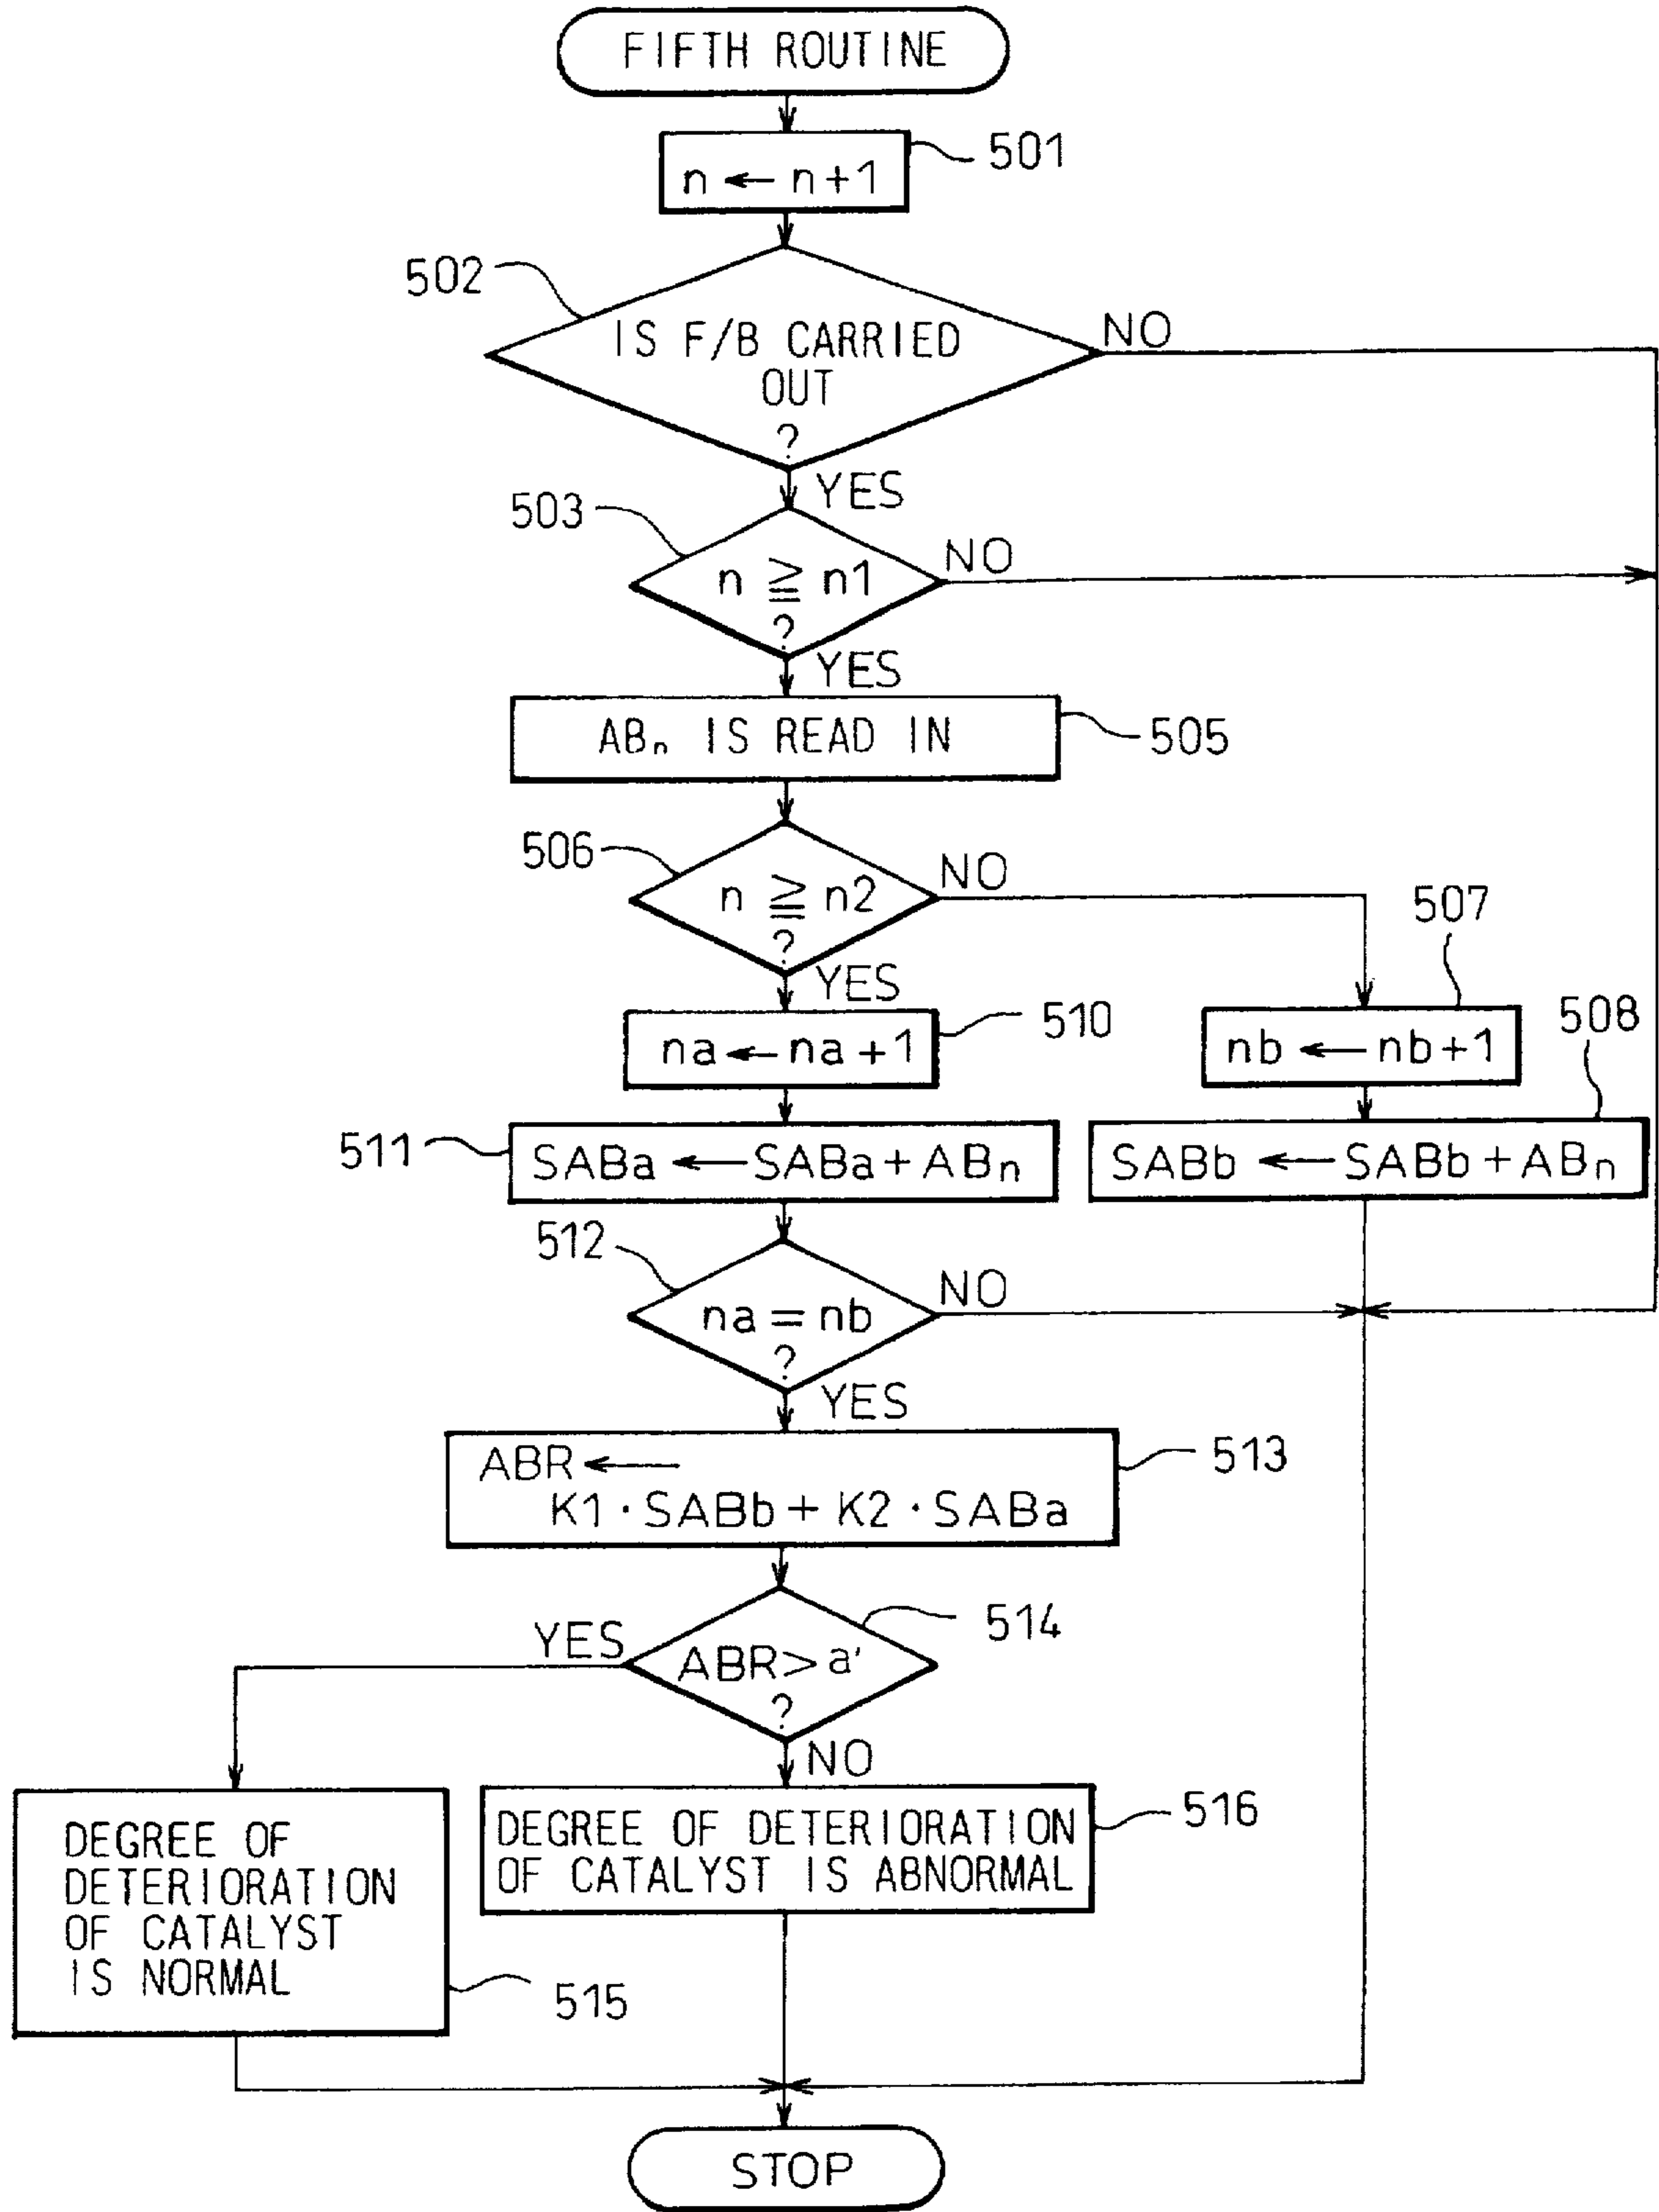 FIFTH ROUTINE
501
n ← n+1
502
IS F/B CARRIED
OUT
?
NO
YES
503
n ≧ n1
?
NO
YES
ABn IS READ IN
505
506
n ≧ n2
?
NO
YES
507
na ← na+1
510
nb ← nb+1
508
511
SABa ← SABa + ABn
SABb ← SABb + ABn
512
na = nb
?
NO
YES
ABR ←
K1 · SABb + K2 · SABa
513
514
YES
ABR > a'
?
NO
DEGREE OF
DETERIORATION
OF CATALYST
IS NORMAL
515
DEGREE OF DETERIORATION
OF CATALYST IS ABNORMAL
516
STOP